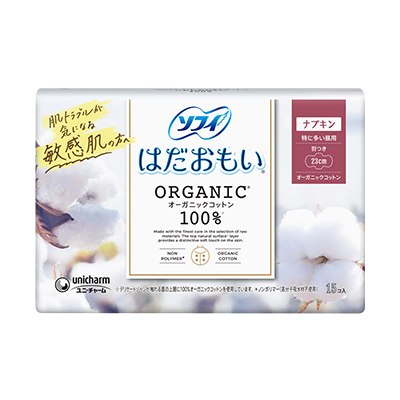 肌トラブルが
気になる
敏感肌の方へ
ソフィ
はだおもい®
ORGANIC
オーガニックコットン
100%
Made with the finest care in the selection of raw
materials. The top natural surface* layer
provides a distinctive soft touch on the skin.
NON
POLYMER*
ORGANIC
COTTON
ナプキン
特に多い昼用
羽つき
23cm
オーガニックコットン
unicharm
ユニ・チャーム
15コ入